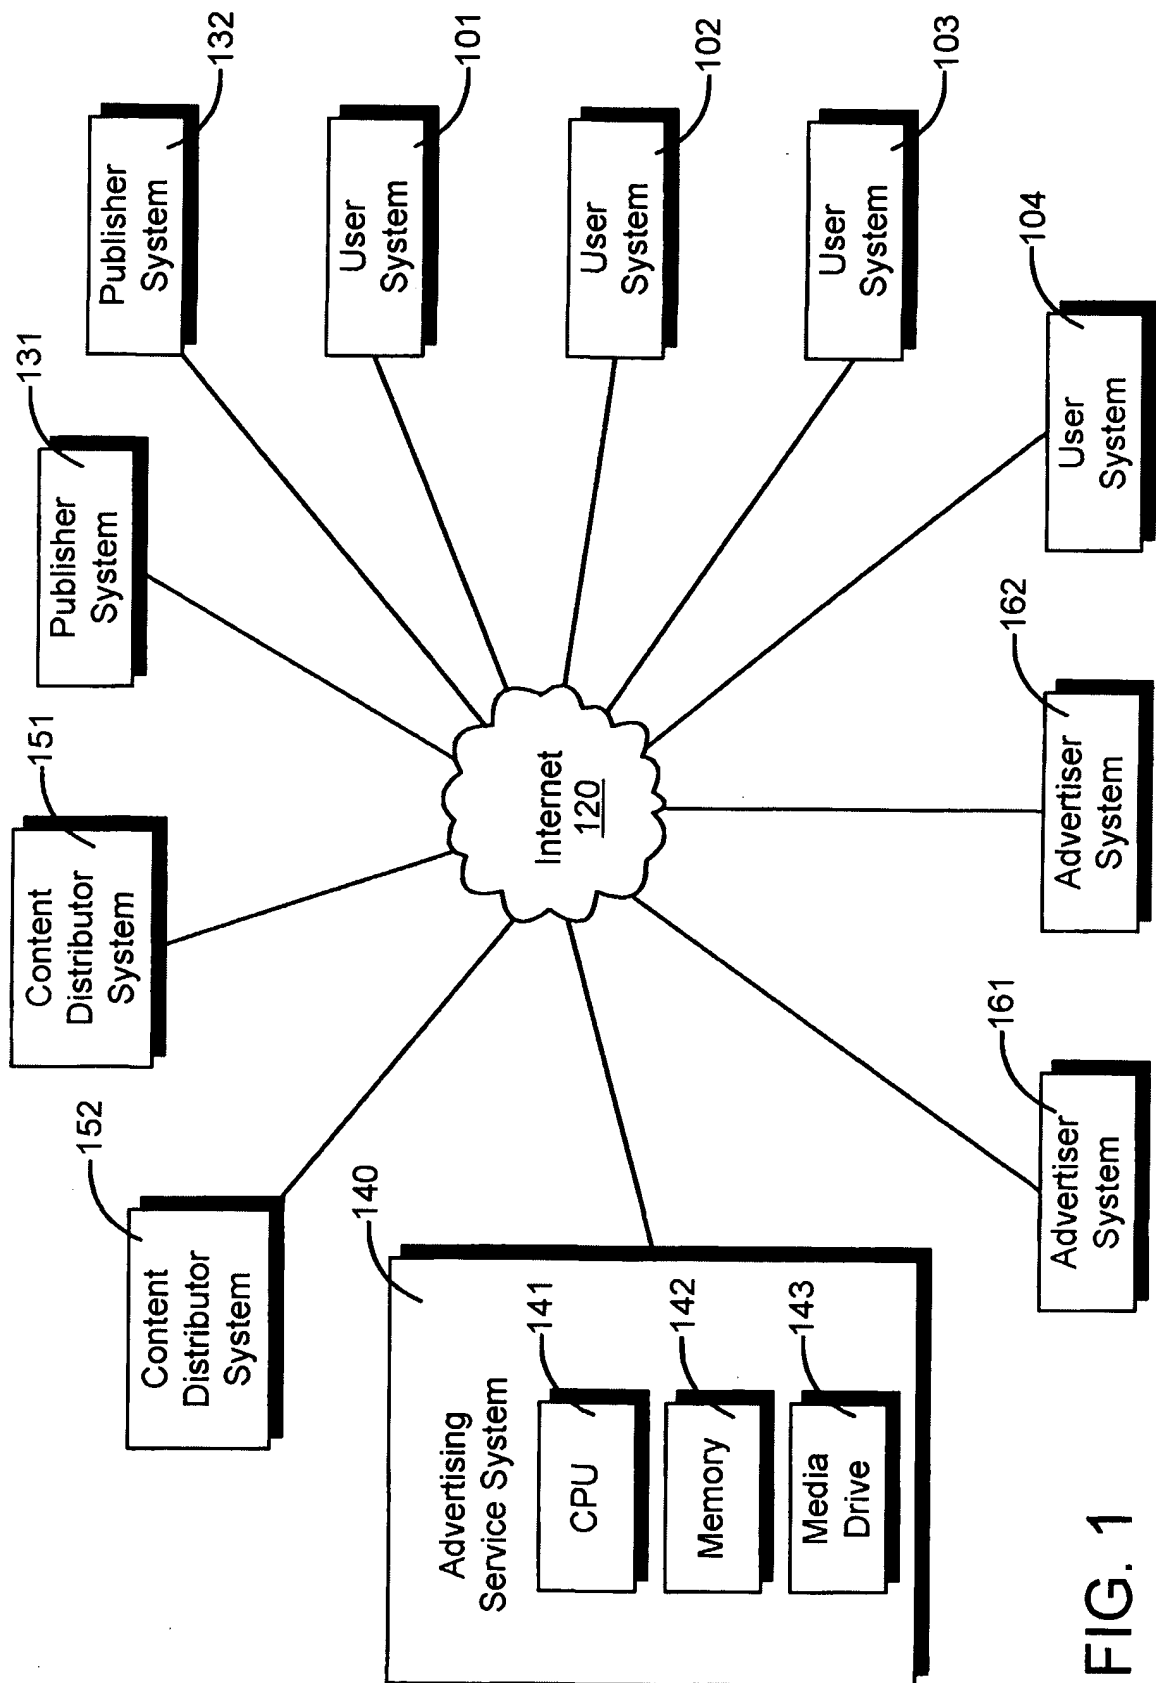 152
Content
Distributor
System
151
Content
Distributor
System
131
Publisher
System
132
Publisher
System
101
User
System
102
User
System
103
User
System
104
User
System
Internet
120
140
Advertising
Service System
141
CPU
142
Memory
143
Media
Drive
161
Advertiser
System
162
Advertiser
System
FIG. 1